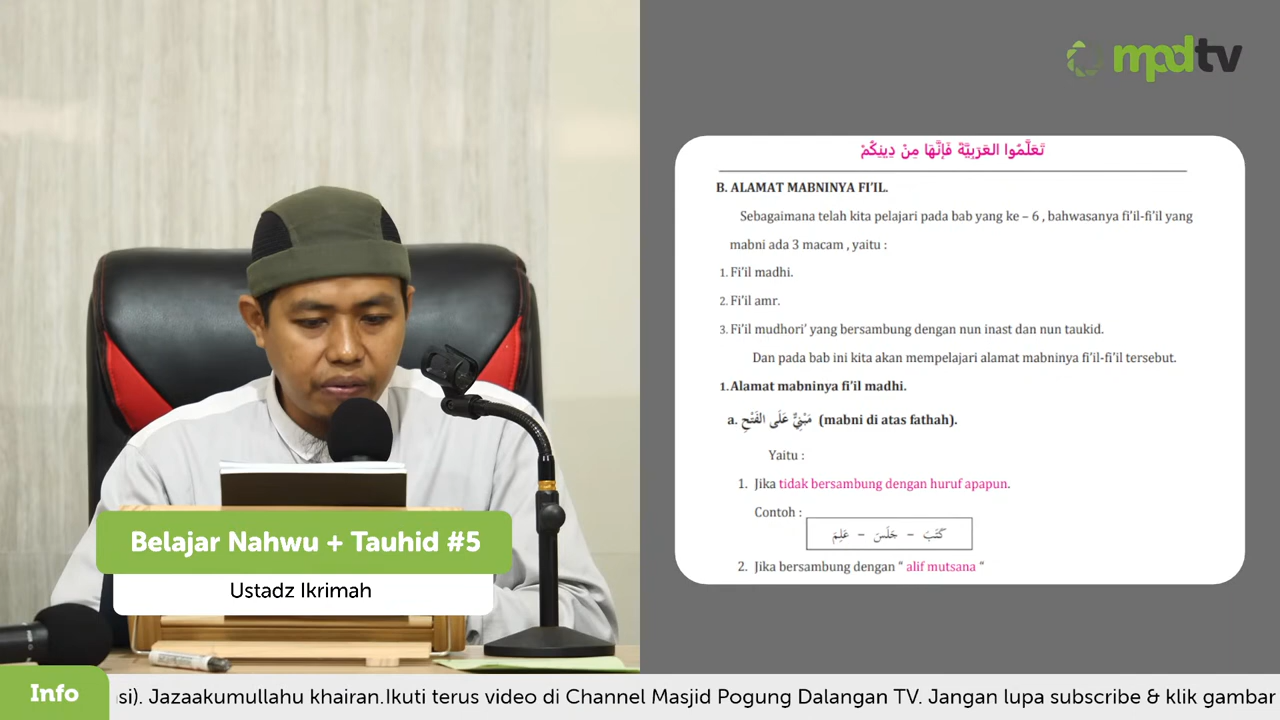 mpdtv
تَعَلَّمُوا العَرَبِيَّةَ فَإِنَّهَا مِنْ دِينِكُمْ
B. ALAMAT MABNINYA FI'IL.
Sebagaimana telah kita pelajari pada bab yang ke – 6 , bahwasanya fi'il-fi'il yang
mabni ada 3 macam , yaitu :
1. Fi'il madhi.
2. Fi'il amr.
3. Fi'il mudhori' yang bersambung dengan nun inast dan nun taukid.
Dan pada bab ini kita akan mempelajari alamat mabninya fi'il-fi'il tersebut.
1. Alamat mabninya fi'il madhi.
a. مَبْنِيٌّ عَلَى الفَتْحِ (mabni di atas fathah).
Yaitu :
1. Jika tidak bersambung dengan huruf apapun.
Contoh :
كَتَبَ – جَلَسَ – عَلِمَ
2. Jika bersambung dengan “ alif mutsana “
Belajar Nahwu + Tauhid #5
Ustadz Ikrimah
Info
si). Jazaakumullahu khairan.Ikuti terus video di Channel Masjid Pogung Dalangan TV. Jangan lupa subscribe & klik gambar